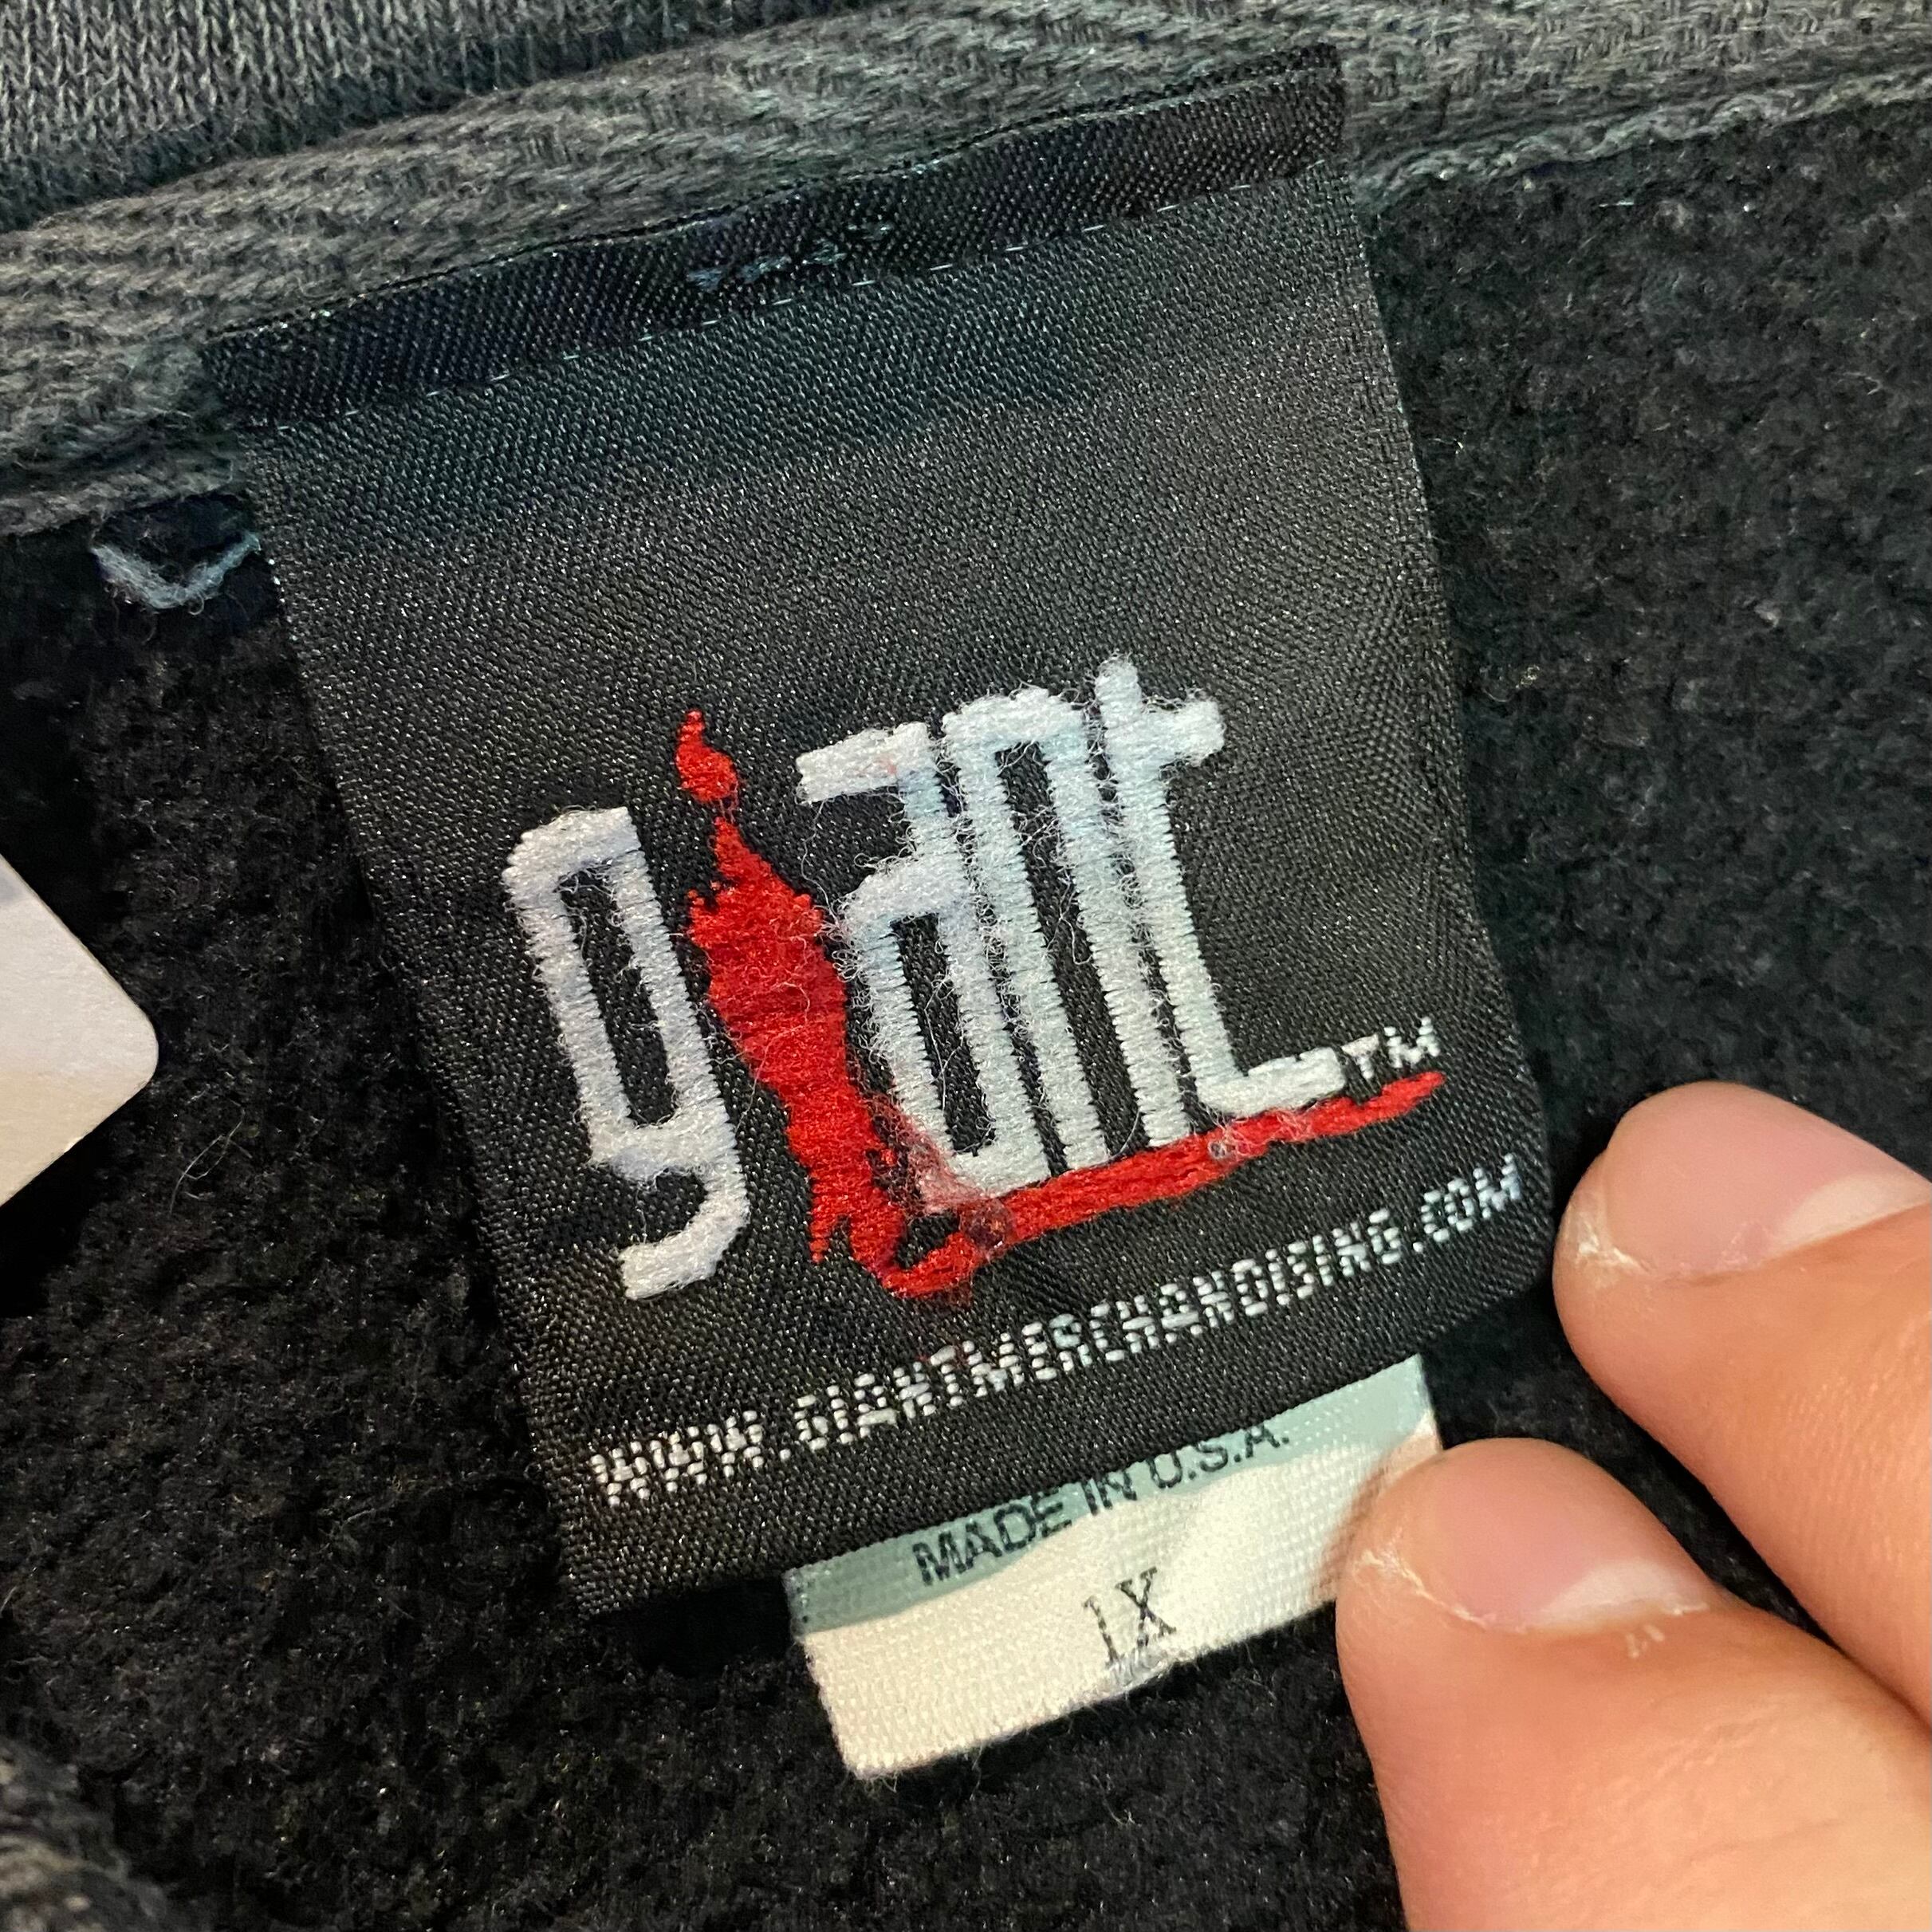 giant™
WWW.GIANTMERCHANDISING.COM
MADE IN U.S.A.
1X